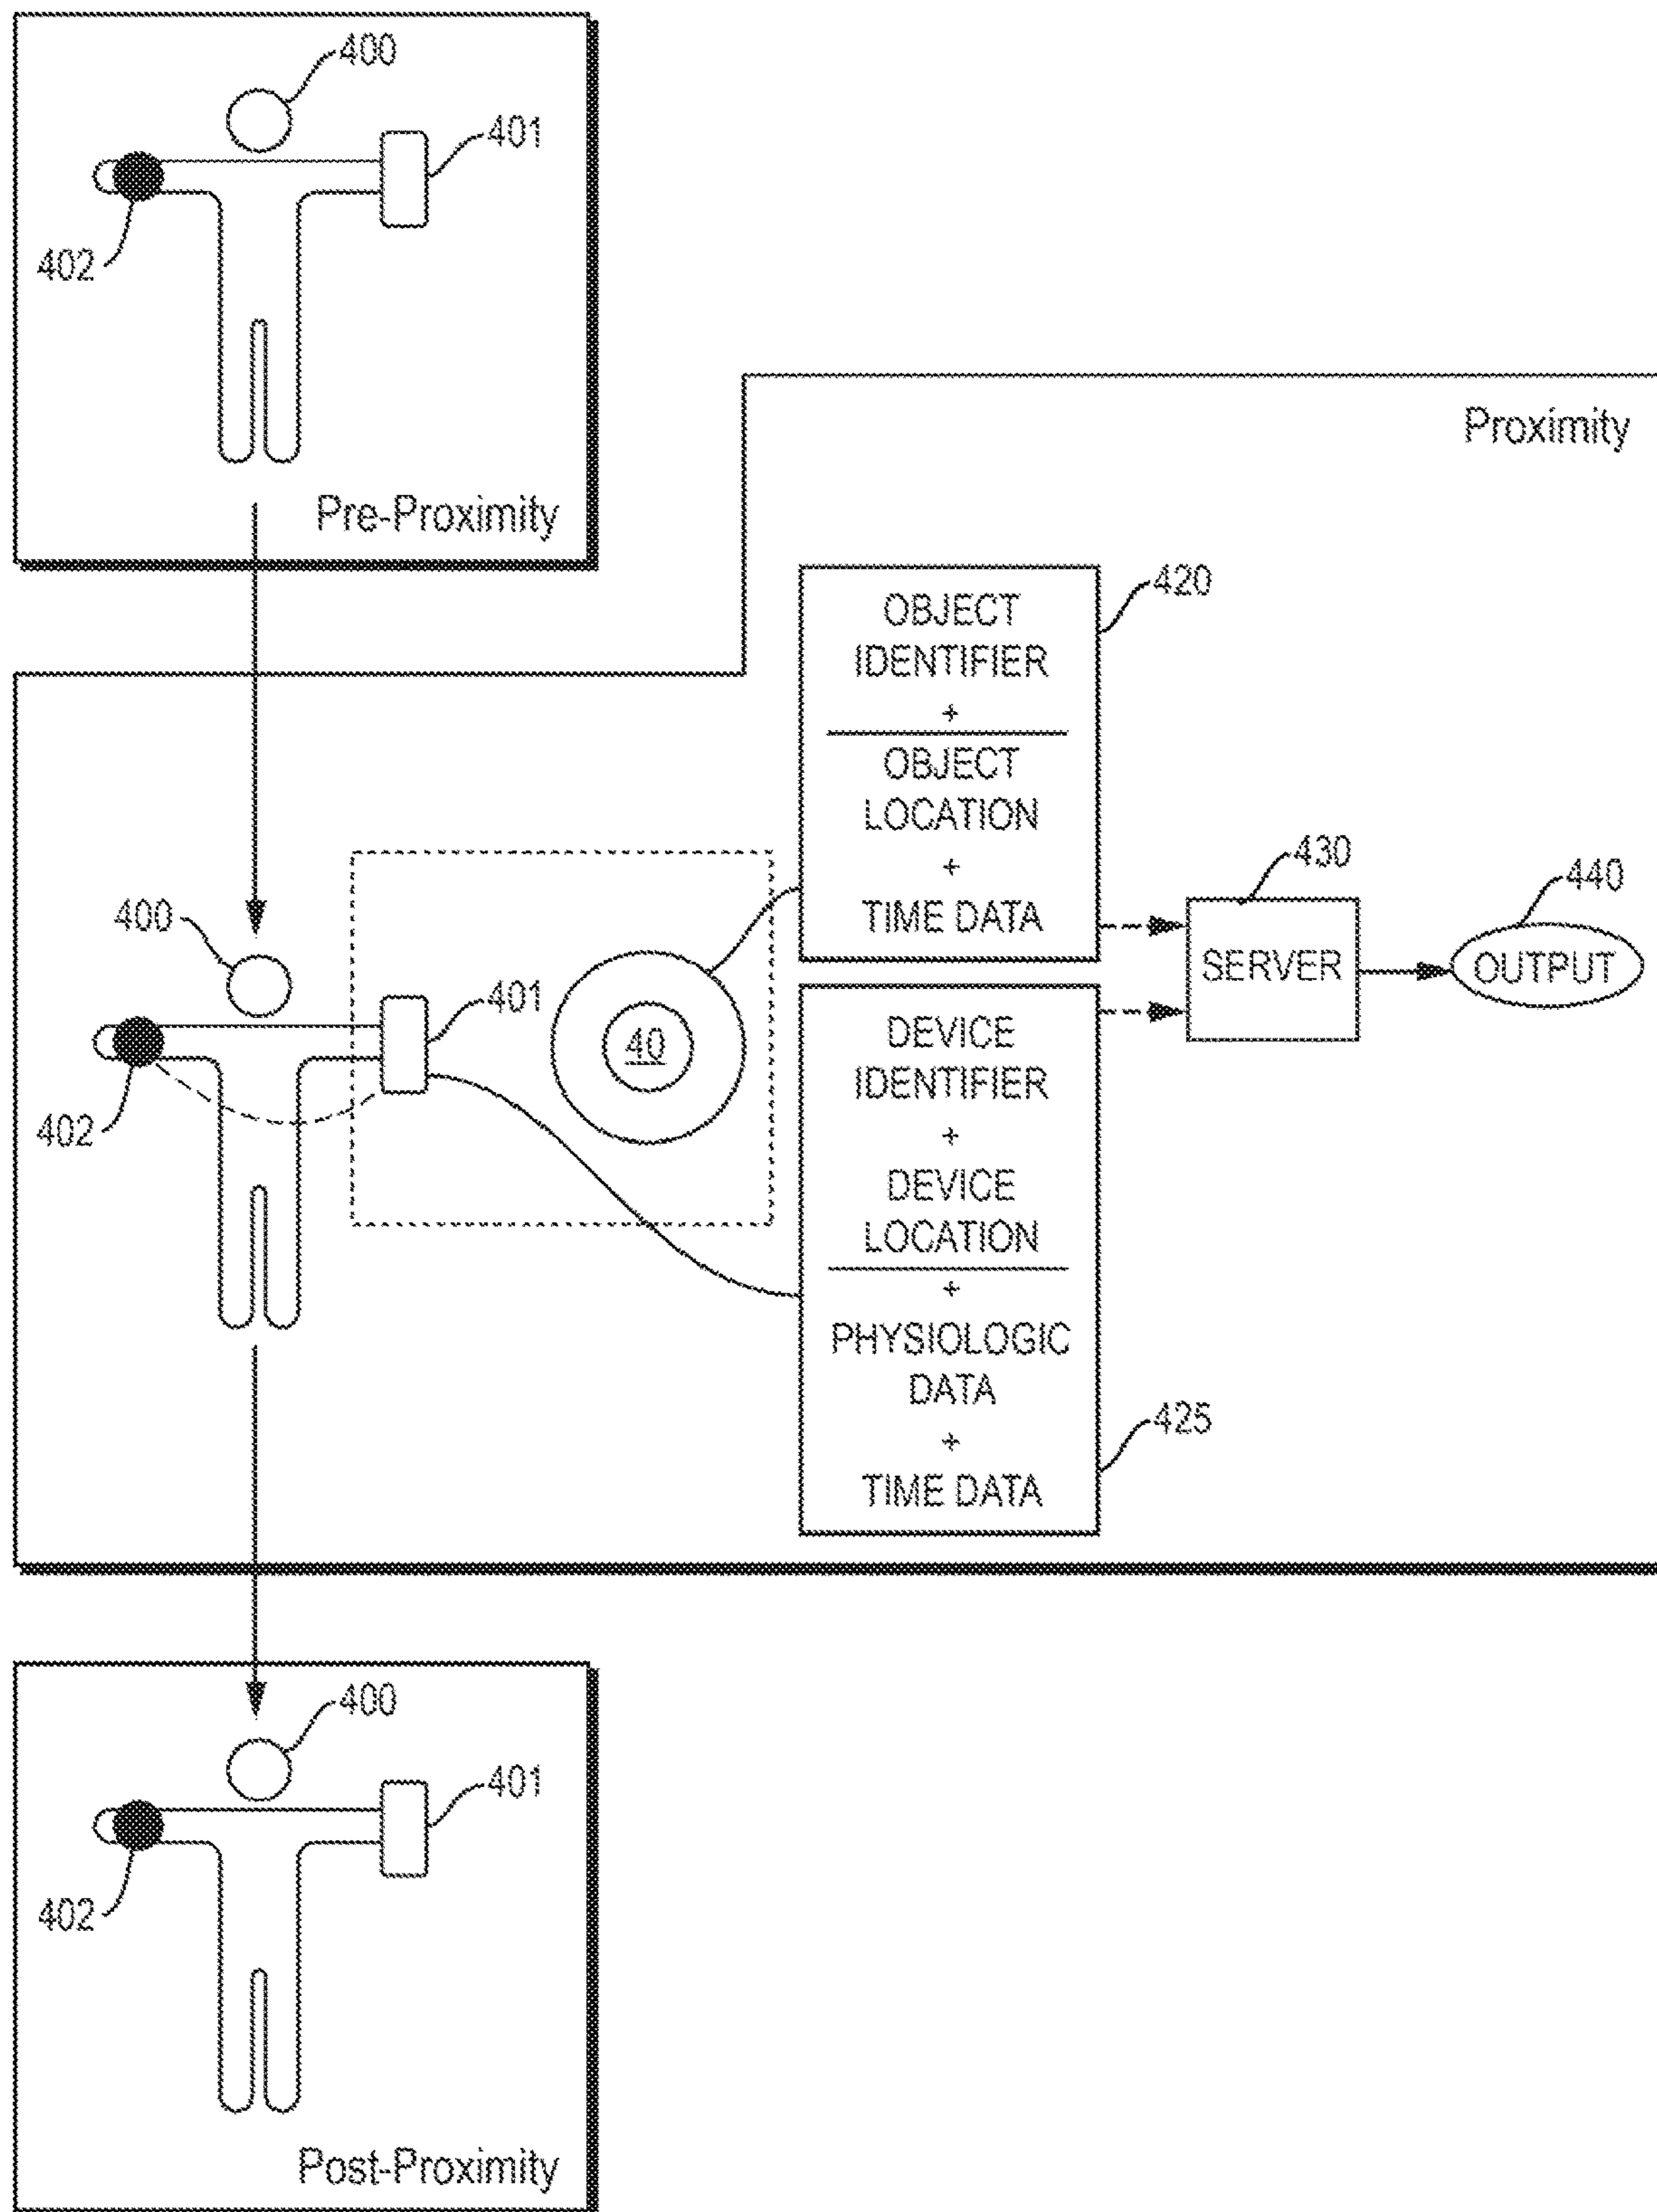 400
401
402
Pre-Proximity
Proximity
420
OBJECT
IDENTIFIER
+
OBJECT
LOCATION
+
TIME DATA
430
SERVER
440
OUTPUT
400
401
402
40
DEVICE
IDENTIFIER
+
DEVICE
LOCATION
+
PHYSIOLOGIC
DATA
+
TIME DATA
425
400
401
402
Post-Proximity